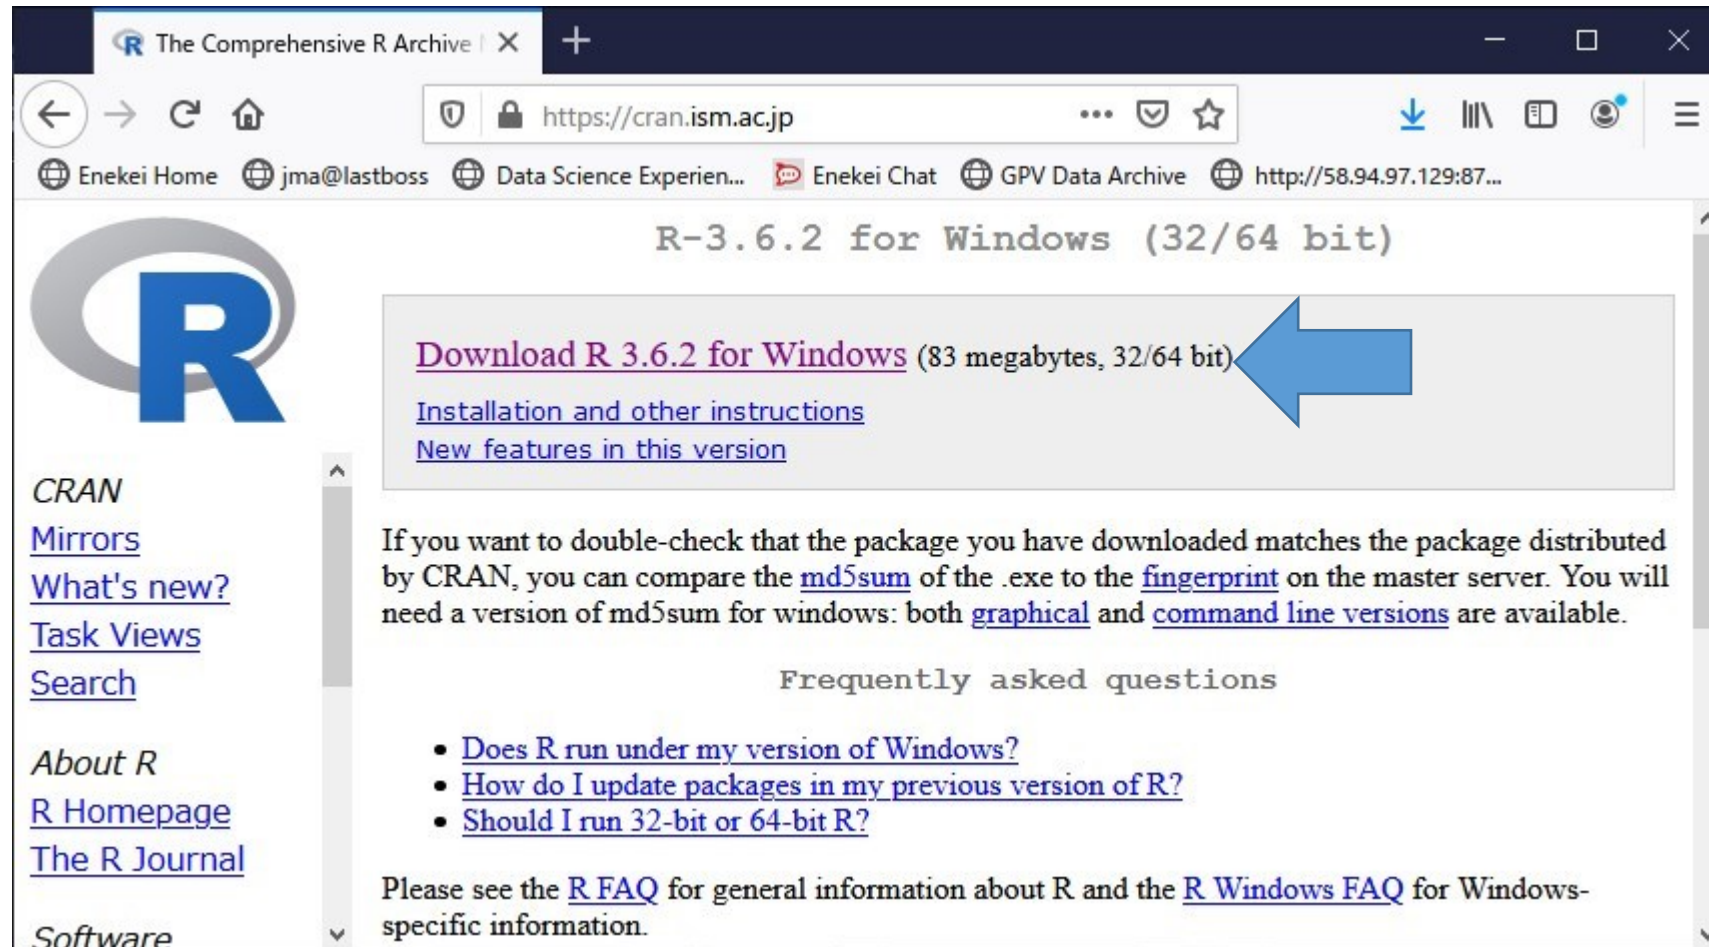 The Comprehensive R Archive
https://cran.ism.ac.jp
Enekei Home jma@lastboss Data Science Experien... Enekei Chat GPV Data Archive http://58.94.97.129:87...
R
CRAN
Mirrors
What's new?
Task Views
Search
About R
R Homepage
The R Journal
Software
R-3.6.2 for Windows (32/64 bit)
Download R 3.6.2 for Windows (83 megabytes, 32/64 bit)
Installation and other instructions
New features in this version
If you want to double-check that the package you have downloaded matches the package distributed
by CRAN, you can compare the md5sum of the .exe to the fingerprint on the master server. You will
need a version of md5sum for windows: both graphical and command line versions are available.
Frequently asked questions
• Does R run under my version of Windows?
• How do I update packages in my previous version of R?
• Should I run 32-bit or 64-bit R?
Please see the R FAQ for general information about R and the R Windows FAQ for Windows-
specific information.